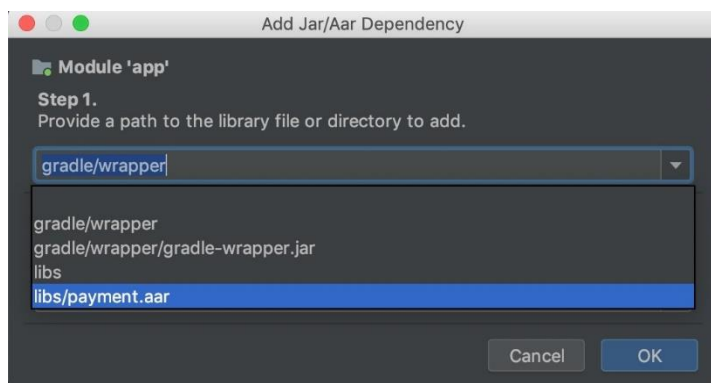 Add Jar/Aar Dependency
Module 'app'
Step 1.
Provide a path to the library file or directory to add.
gradle/wrapper
gradle/wrapper
gradle/wrapper/gradle-wrapper.jar
libs
libs/payment.aar
Cancel OK